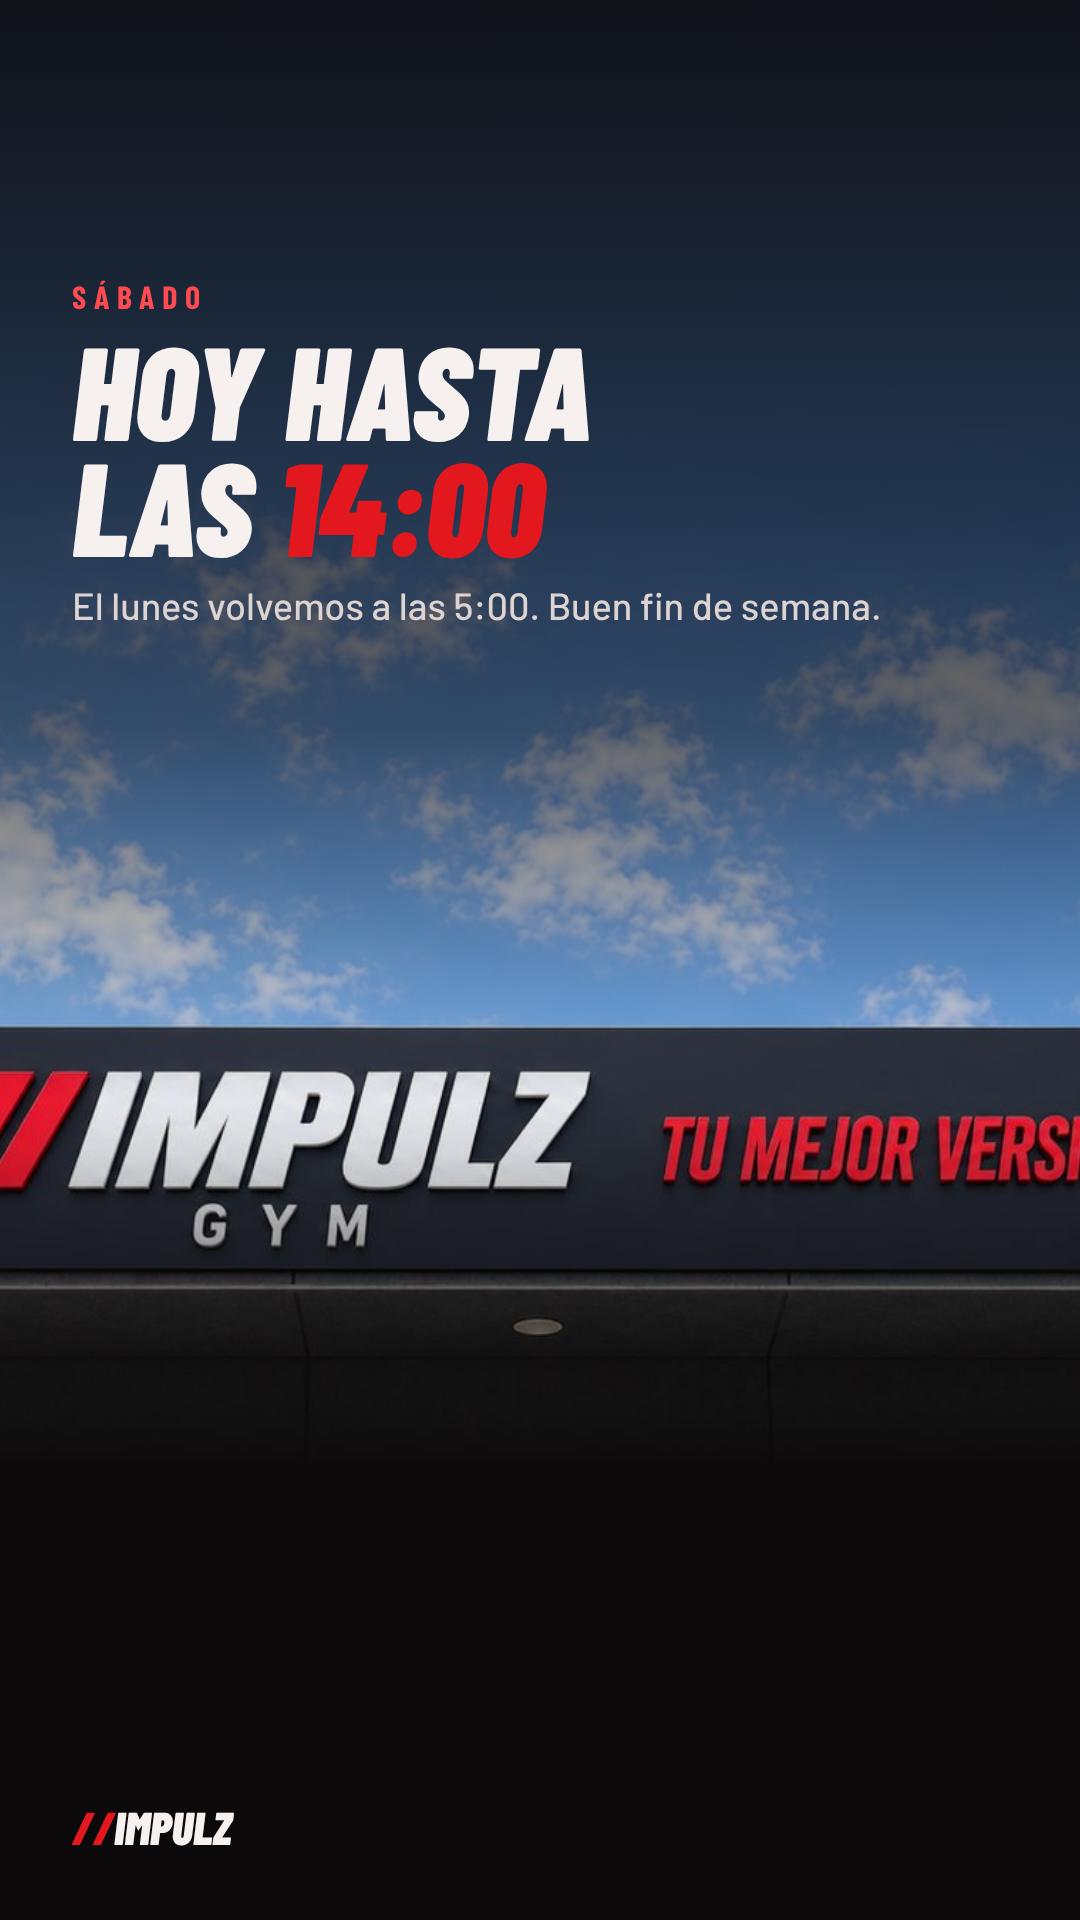 SÁBADO
HOY HASTA
LAS 14:00
El lunes volvemos a las 5:00. Buen fin de semana.
//IMPULZ
GYM
TU MEJOR
//IMPULZ